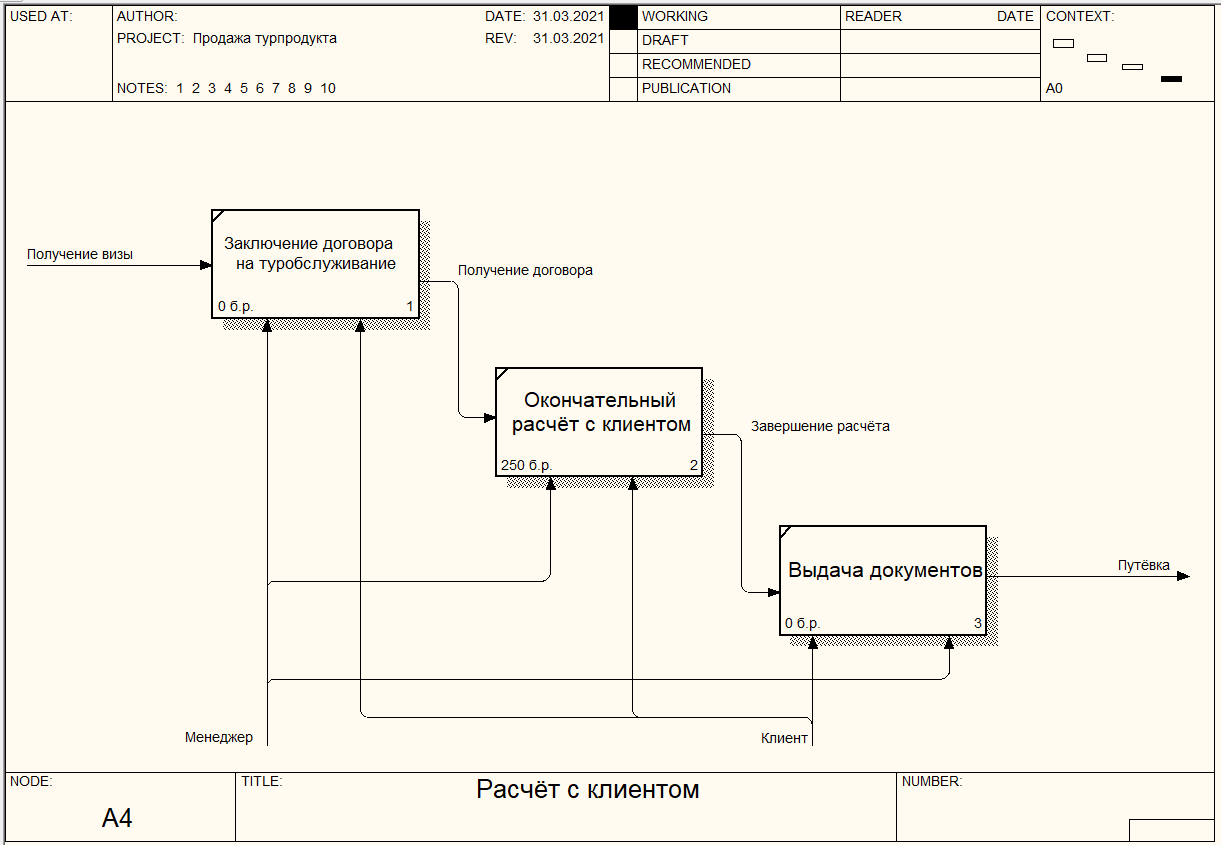 USED AT:
AUTHOR:
DATE: 31.03.2021
PROJECT: Продажа турпродукта
REV: 31.03.2021
NOTES: 1 2 3 4 5 6 7 8 9 10
WORKING
DRAFT
RECOMMENDED
PUBLICATION
READER
DATE
CONTEXT:
A0
Получение визы
Заключение договора
на туробслуживание
0 б.р.
1
Получение договора
Окончательный
расчёт с клиентом
250 б.р.
2
Завершение расчёта
Выдача документов
0 б.р.
3
Путёвка
Менеджер
Клиент
NODE:
A4
TITLE:
Расчёт с клиентом
NUMBER: